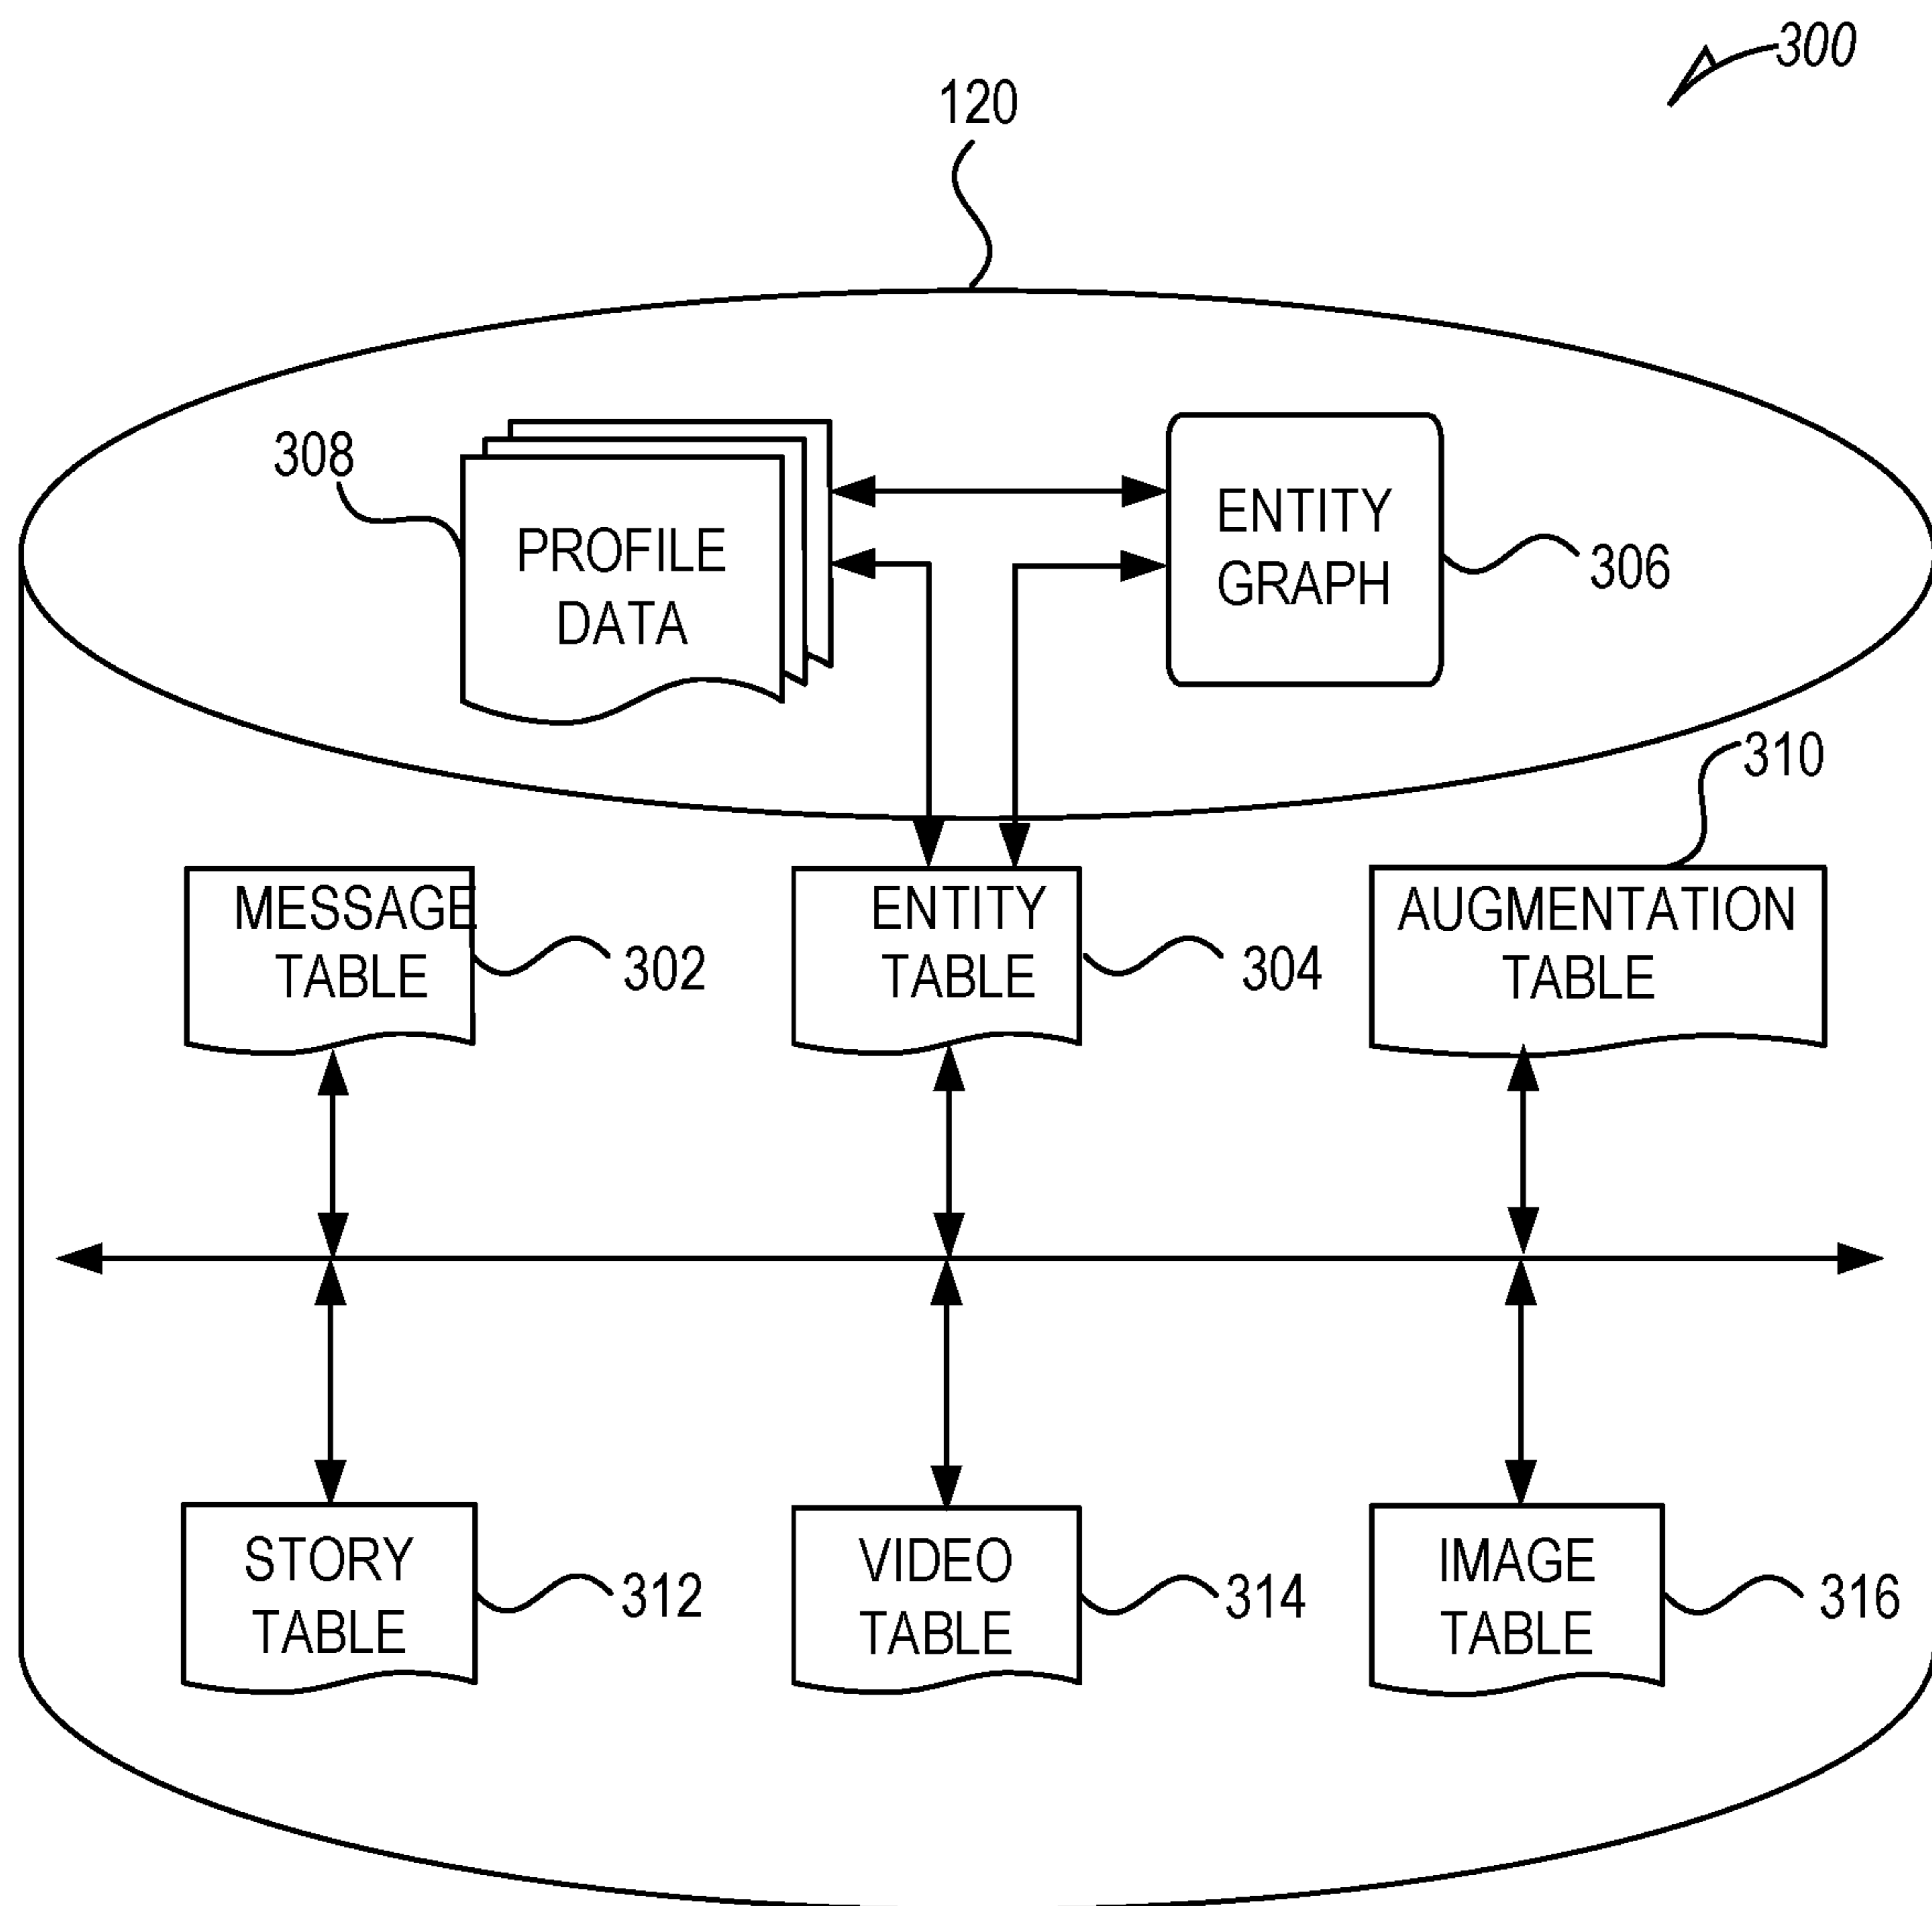 300
120
308
PROFILE
DATA
ENTITY
GRAPH
306
310
MESSAGE
TABLE
302
ENTITY
TABLE
304
AUGMENTATION
TABLE
STORY
TABLE
312
VIDEO
TABLE
314
IMAGE
TABLE
316